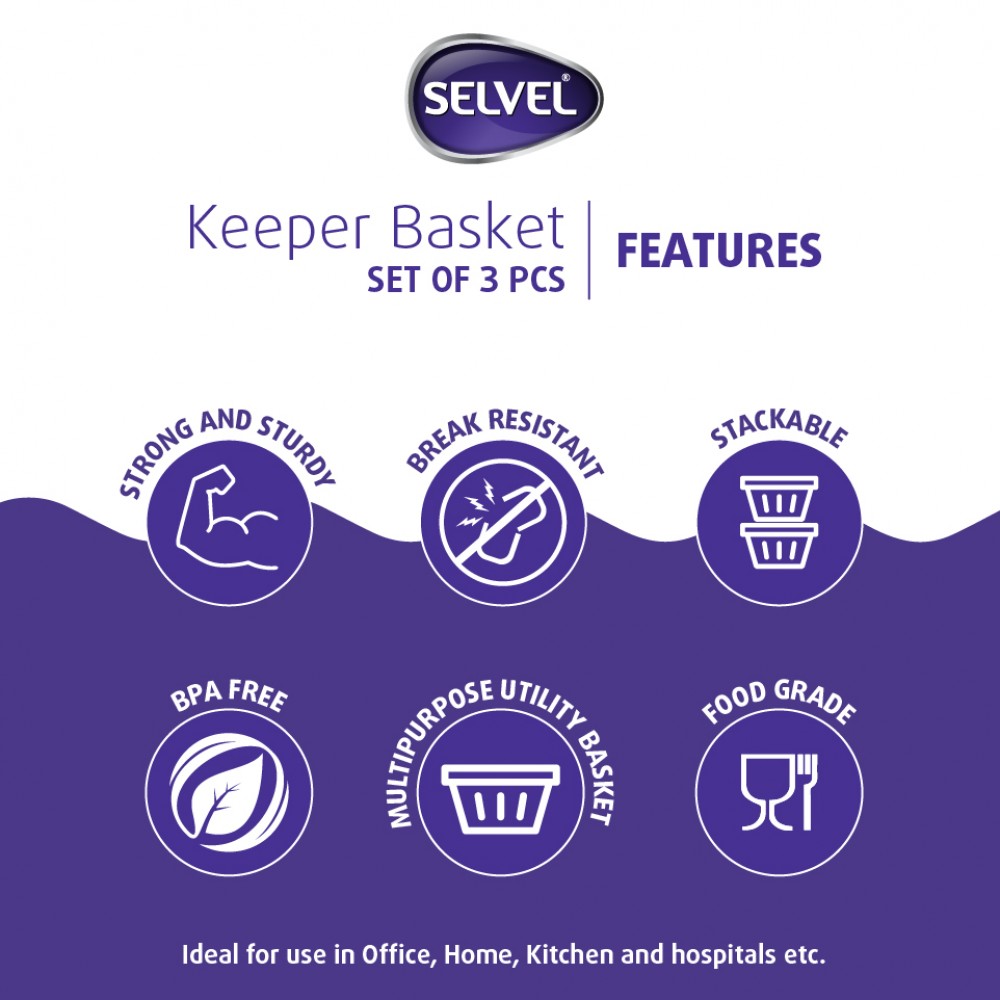 SELVEL®
Keeper Basket
SET OF 3 PCS
FEATURES
STRONG AND STURDY
BREAK RESISTANT
STACKABLE
BPA FREE
MULTIPURPOSE UTILITY BASKET
FOOD GRADE
Ideal for use in Office, Home, Kitchen and hospitals etc.